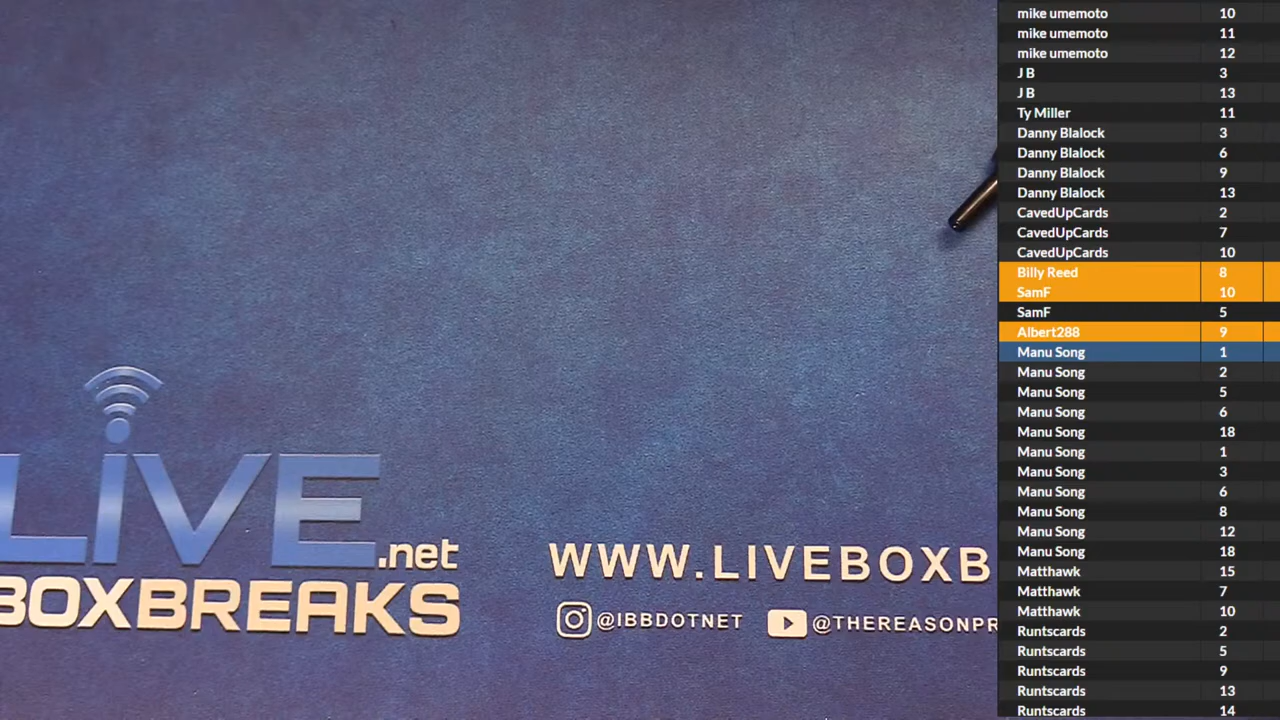 LIVE.net
BOXBREAKS
WWW.LIVEBOXB
@IBBDOTNET
@THEREASONPR
mike umemoto 10
mike umemoto 11
mike umemoto 12
J B 3
J B 13
Ty Miller 11
Danny Blalock 3
Danny Blalock 6
Danny Blalock 9
Danny Blalock 13
CavedUpCards 2
CavedUpCards 7
CavedUpCards 10
Billy Reed 8
SamF 10
SamF 5
Albert288 9
Manu Song 1
Manu Song 2
Manu Song 5
Manu Song 6
Manu Song 18
Manu Song 1
Manu Song 3
Manu Song 6
Manu Song 8
Manu Song 12
Manu Song 18
Matthawk 15
Matthawk 7
Matthawk 10
Runtscards 2
Runtscards 5
Runtscards 9
Runtscards 13
Runtscards 14